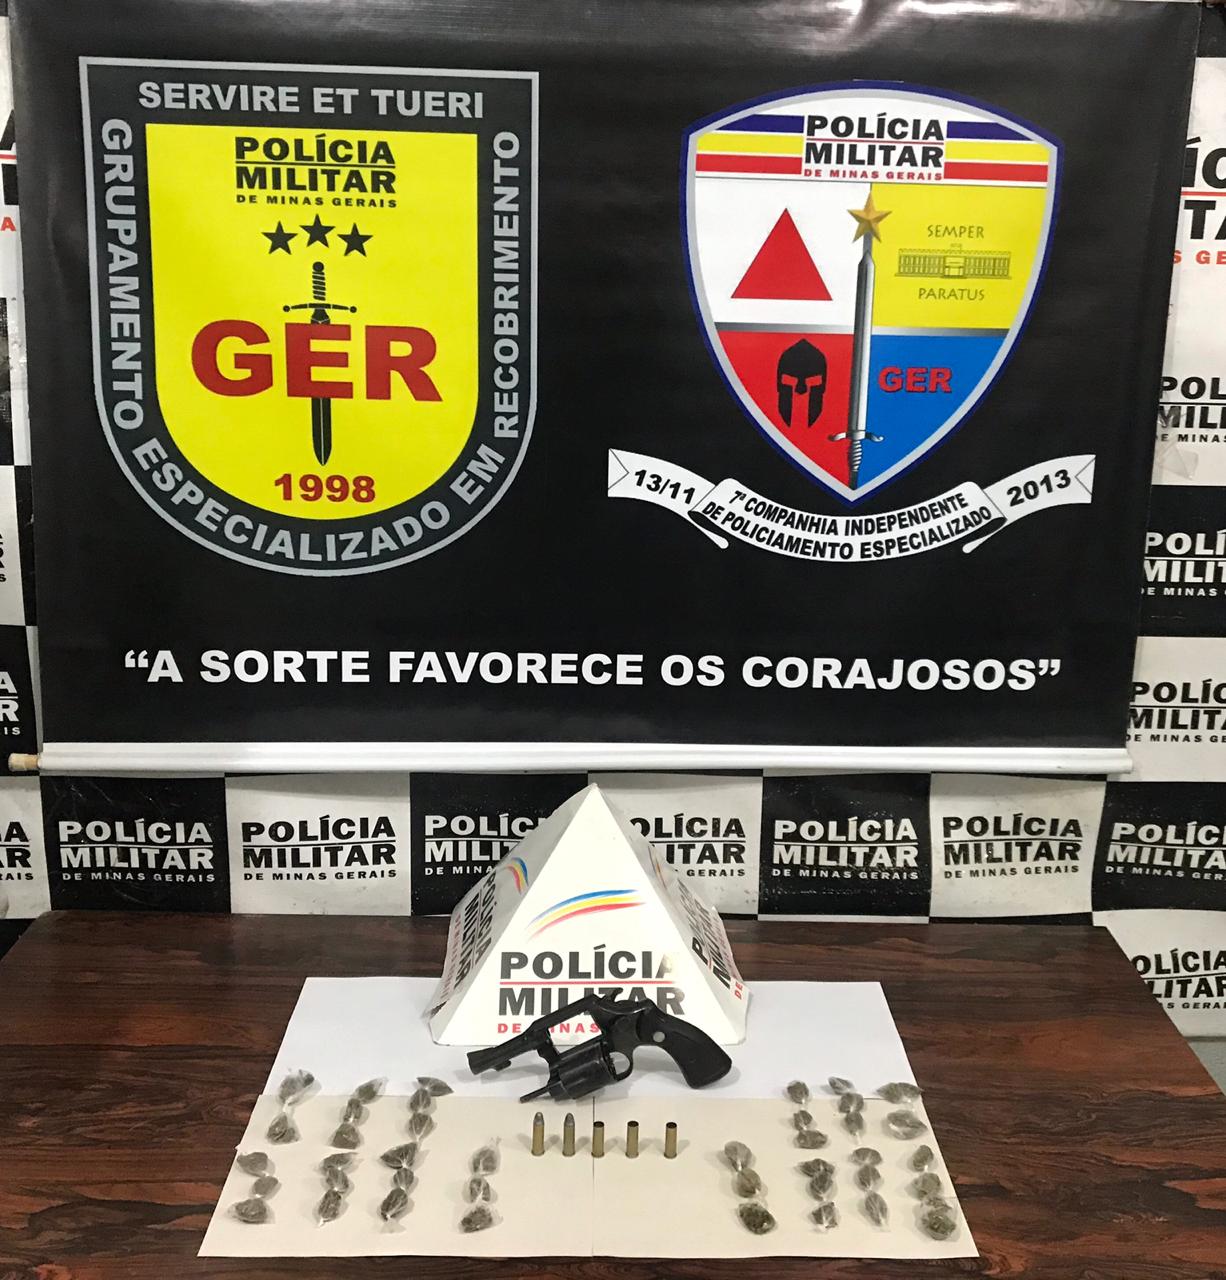 SERVIRE ET TUERI
GRUPAMENTO ESPECIALIZADO EM RECOBRIMENTO
POLÍCIA
MILITAR
DE MINAS GERAIS
GER
1998
POLÍCIA
MILITAR
DE MINAS GERAIS
SEMPER
PARATUS
GER
13/11
7ª COMPANHIA INDEPENDENTE
DE POLICIAMENTO ESPECIALIZADO
2013
"A SORTE FAVORECE OS CORAJOSOS"
POLÍCIA
MILITAR
DE MINAS GERAIS
POLÍCIA
MILITAR
DE MINAS GERAIS
POLÍCIA
MILITAR
DE MINAS GERAIS
POLÍCIA
MILITAR
DE MINAS GERAIS
POLÍCIA
MILITAR
DE MINAS GERAIS
POLÍCIA
MILITAR